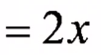 = 2x